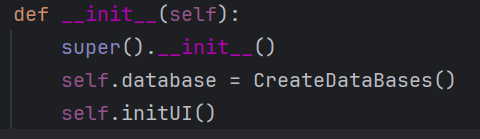 def __init__(self):
    super().__init__()
    self.database = CreateDataBases()
    self.initUI()